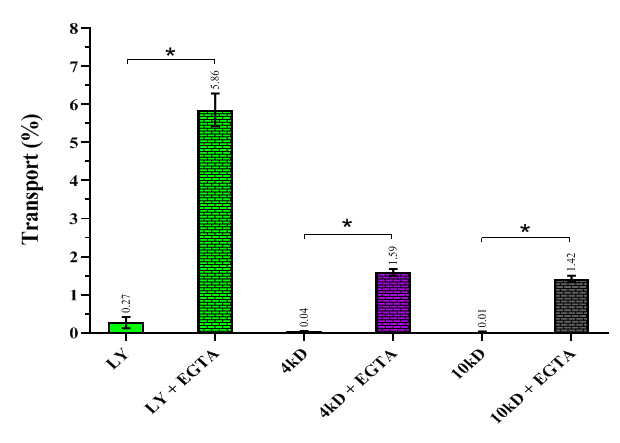 Transport (%)
8
7
6
5
4
3
2
1
0
*
*
*
0.27
5.86
0.04
1.59
0.01
1.42
LY
LY + EGTA
4kD
4kD + EGTA
10kD
10kD + EGTA